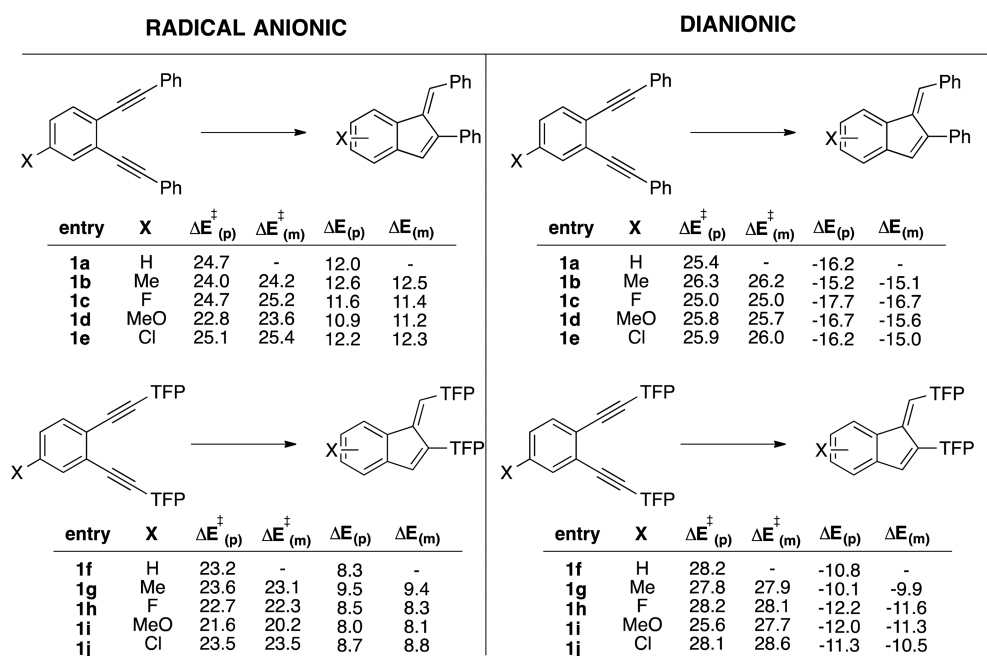 RADICAL ANIONIC
DIANIONIC
Ph
Ph
X
Ph
X
Ph
Ph
Ph
X
Ph
X
Ph
entry X ΔE‡(p) ΔE‡(m) ΔE(p) ΔE(m)
1a H 24.7 - 12.0 -
1b Me 24.0 24.2 12.6 12.5
1c F 24.7 25.2 11.6 11.4
1d MeO 22.8 23.6 10.9 11.2
1e Cl 25.1 25.4 12.2 12.3
entry X ΔE‡(p) ΔE‡(m) ΔE(p) ΔE(m)
1a H 25.4 - -16.2 -
1b Me 26.3 26.2 -15.2 -15.1
1c F 25.0 25.0 -17.7 -16.7
1d MeO 25.8 25.7 -16.7 -15.6
1e Cl 25.9 26.0 -16.2 -15.0
TFP
TFP
X
TFP
X
TFP
TFP
TFP
X
TFP
X
TFP
entry X ΔE‡(p) ΔE‡(m) ΔE(p) ΔE(m)
1f H 23.2 - 8.3 -
1g Me 23.6 23.1 9.5 9.4
1h F 22.7 22.3 8.5 8.3
1i MeO 21.6 20.2 8.0 8.1
1j Cl 23.5 23.5 8.7 8.8
entry X ΔE‡(p) ΔE‡(m) ΔE(p) ΔE(m)
1f H 28.2 - -10.8 -
1g Me 27.8 27.9 -10.1 -9.9
1h F 28.2 28.1 -12.2 -11.6
1i MeO 25.6 27.7 -12.0 -11.3
1j Cl 28.1 28.6 -11.3 -10.5